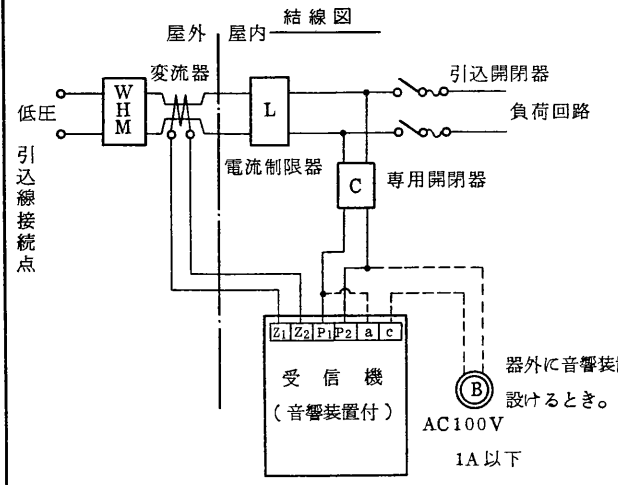 結線図
屋外
屋内
変流器
引込開閉器
WHM
L
低圧
負荷回路
引込線接続点
電流制限器
C
専用開閉器
Z1 Z2 P1 P2 a c
受信機
(音響装置付)
B
器外に音響装
設けるとき。
AC100V
1A以下